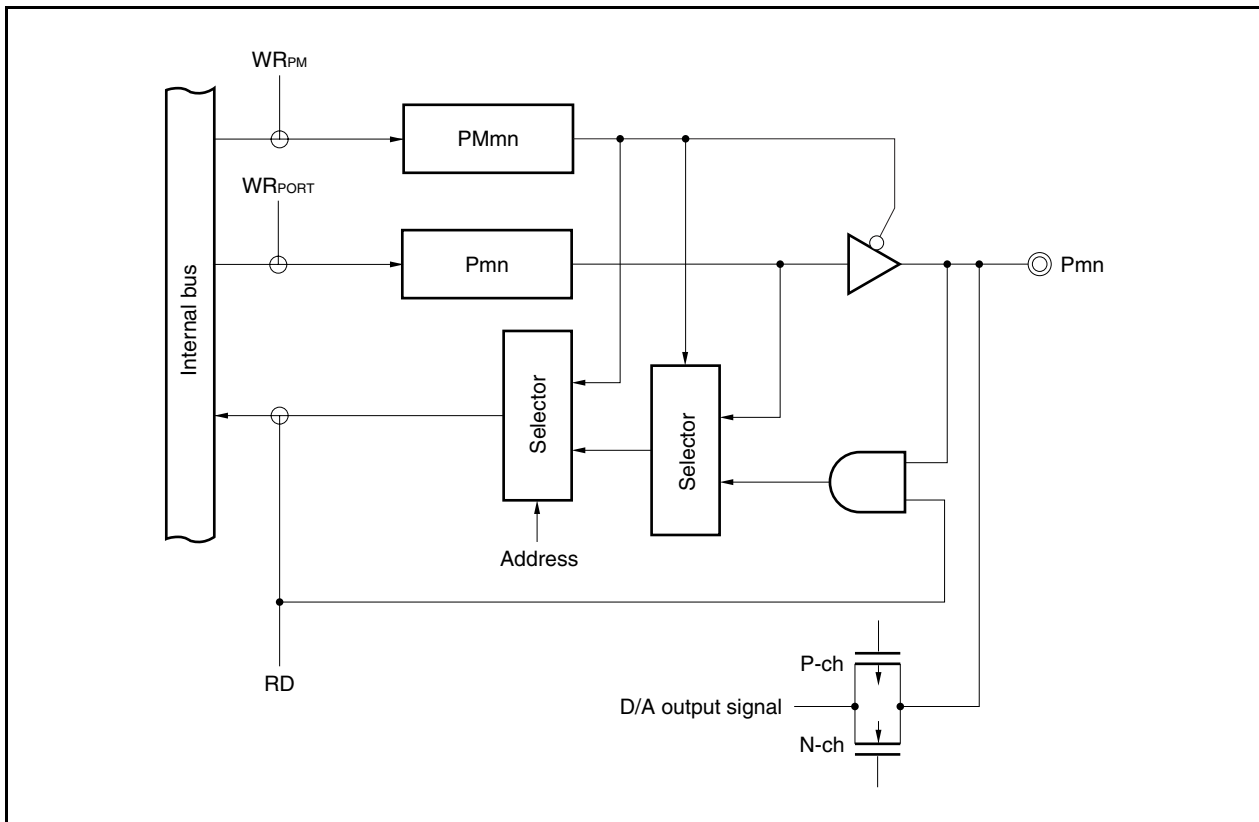 WRPM
PMmn
WRPORT
Pmn
Pmn
Internal bus
Selector
Selector
Address
RD
P-ch
D/A output signal
N-ch